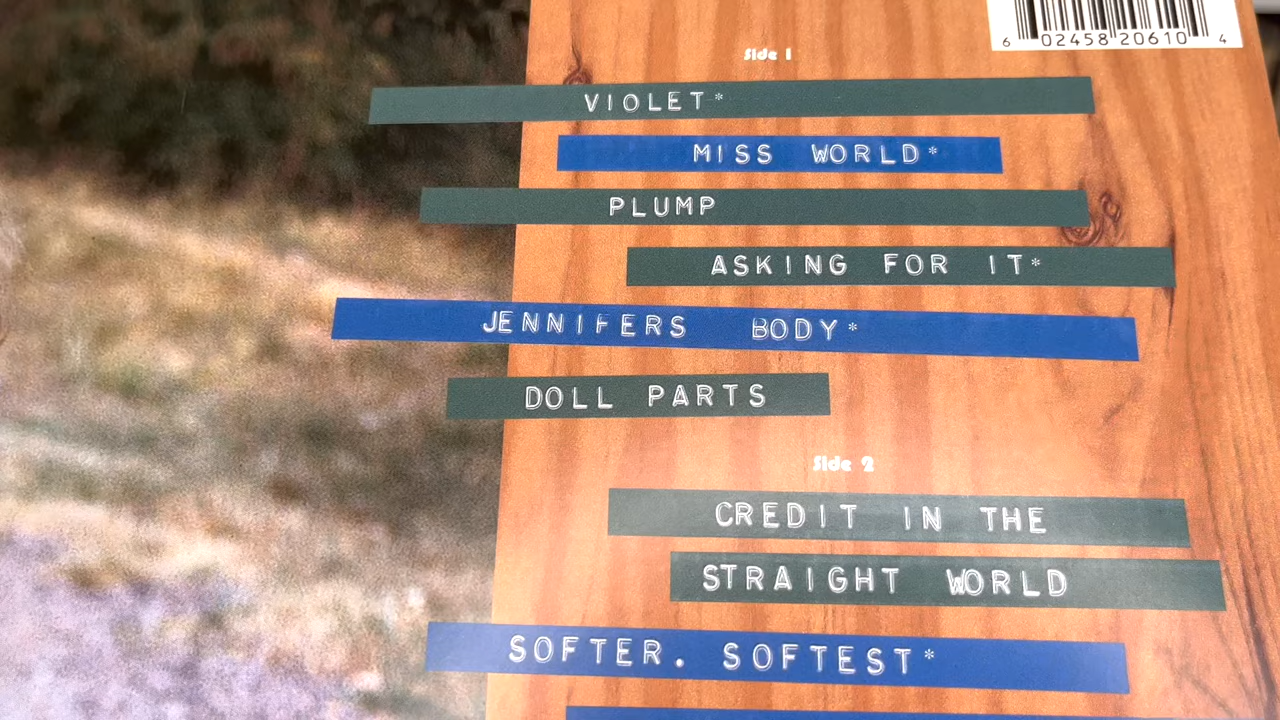 6 02458 20610 4
Side 1
VIOLET*
MISS WORLD*
PLUMP
ASKING FOR IT*
JENNIFERS BODY*
DOLL PARTS
Side 2
CREDIT IN THE
STRAIGHT WORLD
SOFTER. SOFTEST*